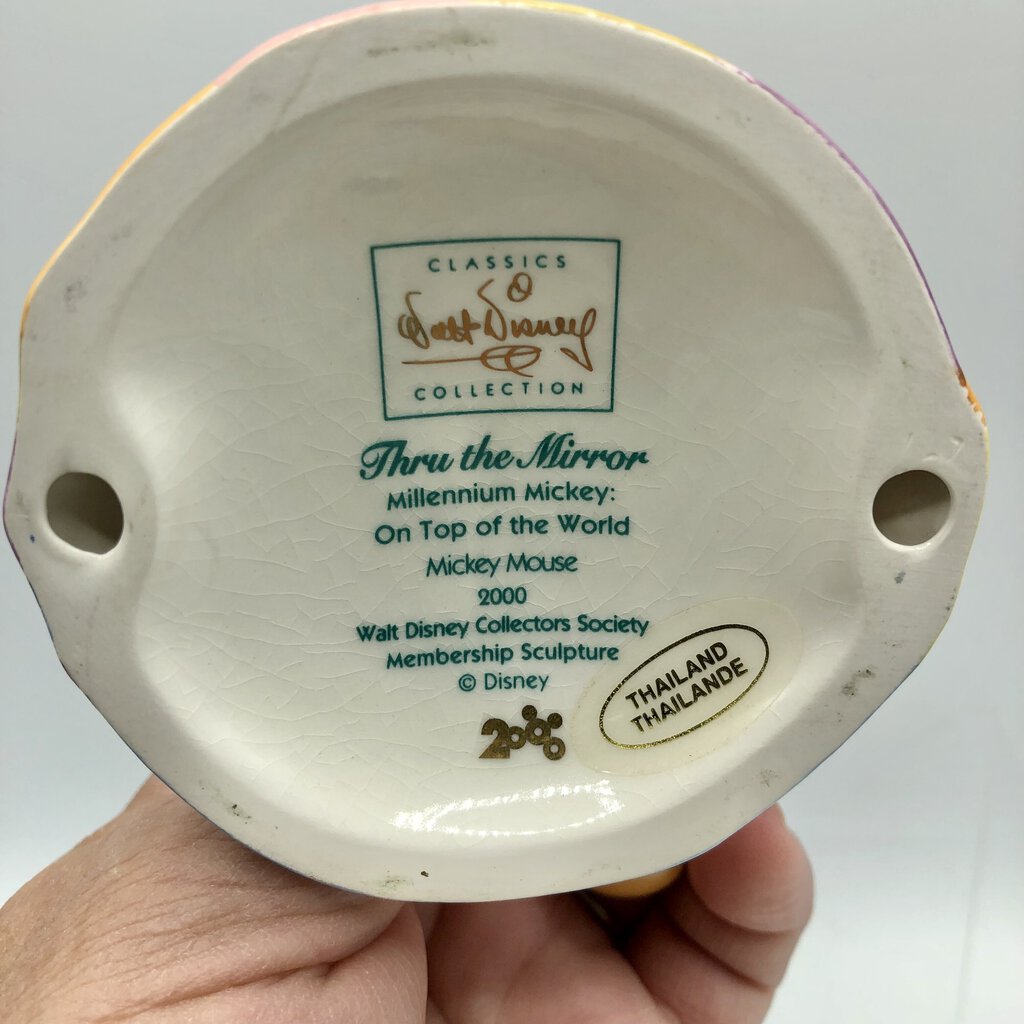 CLASSICS
Walt Disney
COLLECTION
Thru the Mirror
Millennium Mickey:
On Top of the World
Mickey Mouse
2000
Walt Disney Collectors Society
Membership Sculpture
© Disney
2000
THAILAND
THAILANDE